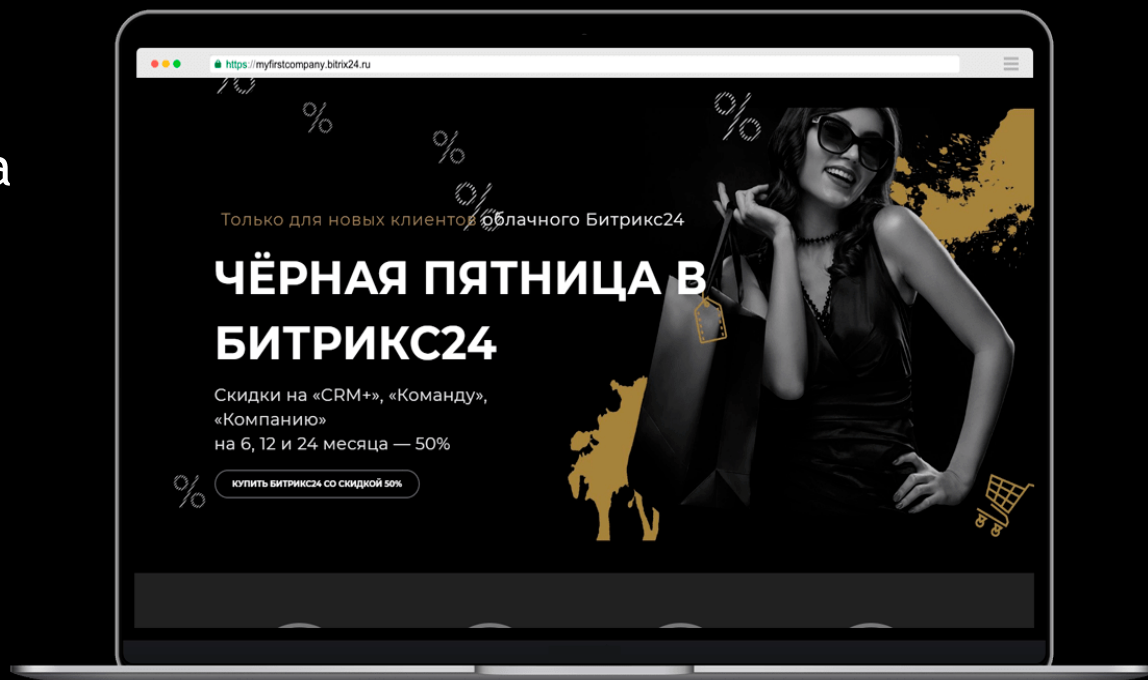 https://myfirstcompany.bitrix24.ru
а
Только для новых клиентов облачного Битрикс24
ЧЁРНАЯ ПЯТНИЦА В
БИТРИКС24
Скидки на «CRM+», «Команду»,
«Компанию»
на 6, 12 и 24 месяца — 50%
КУПИТЬ БИТРИКС24 СО СКИДКОЙ 50%